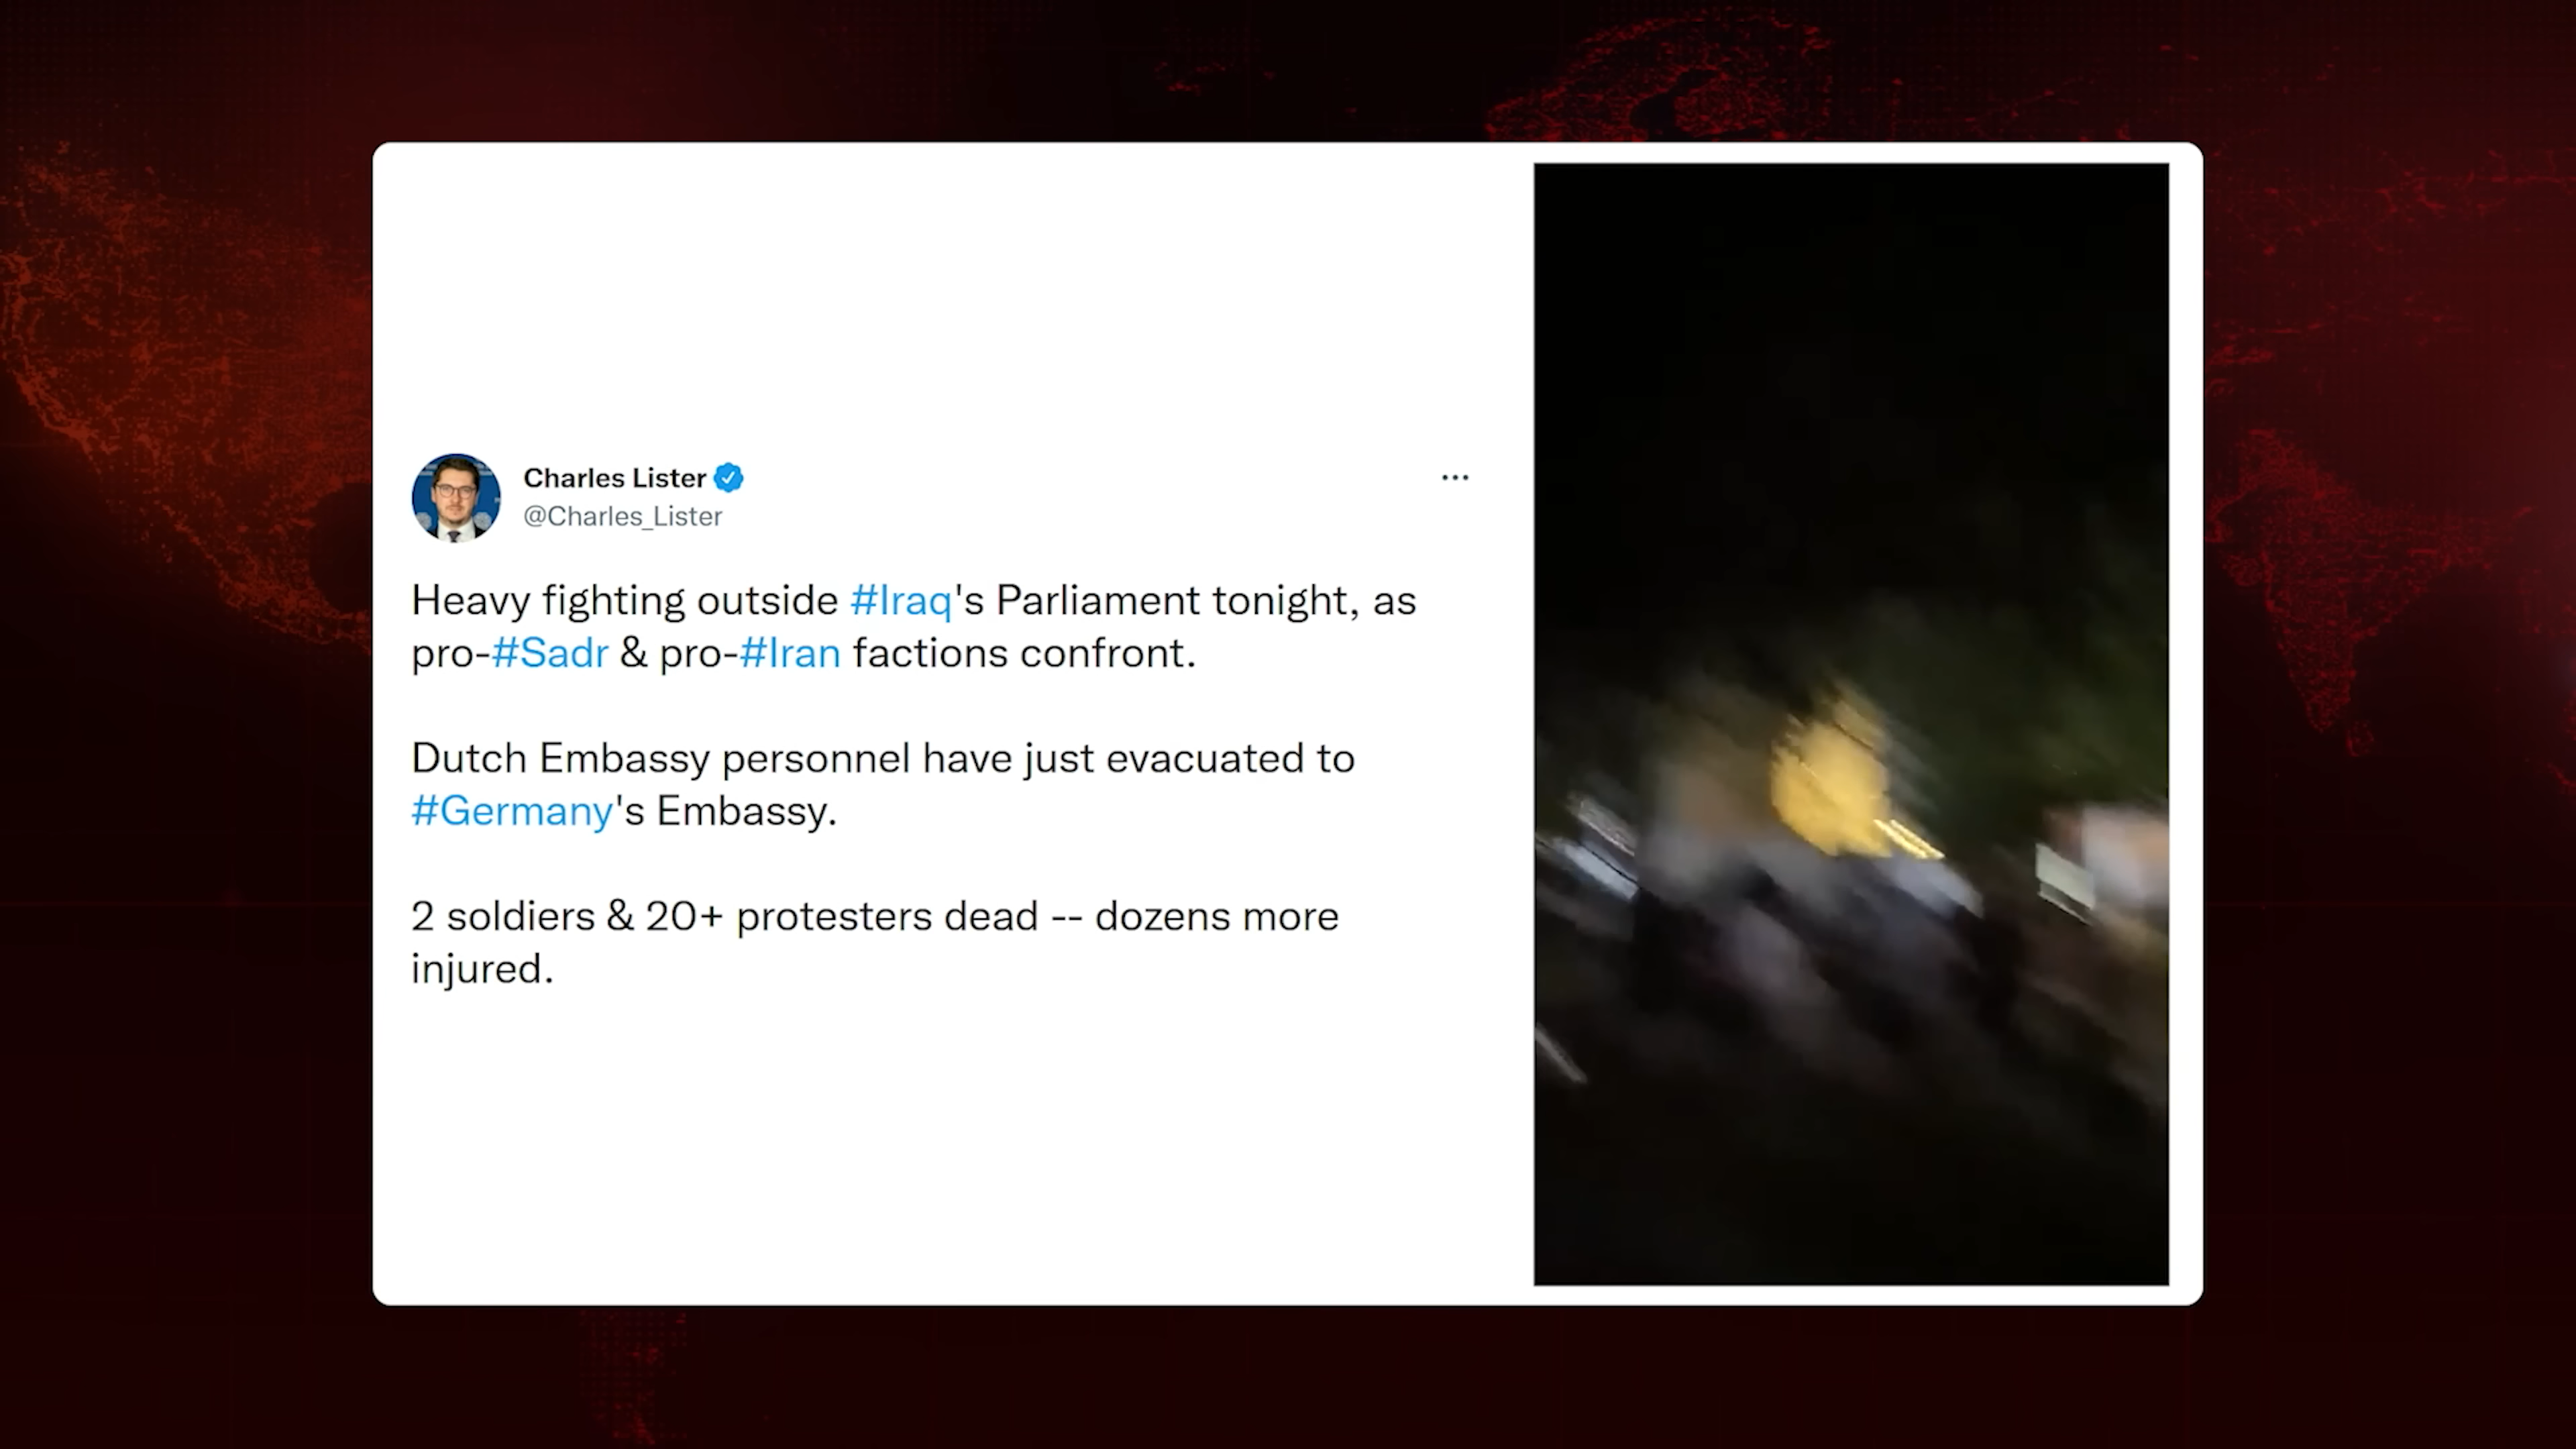 Charles Lister
@Charles_Lister
Heavy fighting outside #Iraq's Parliament tonight, as
pro-#Sadr & pro-#Iran factions confront.
Dutch Embassy personnel have just evacuated to
#Germany's Embassy.
2 soldiers & 20+ protesters dead -- dozens more
injured.